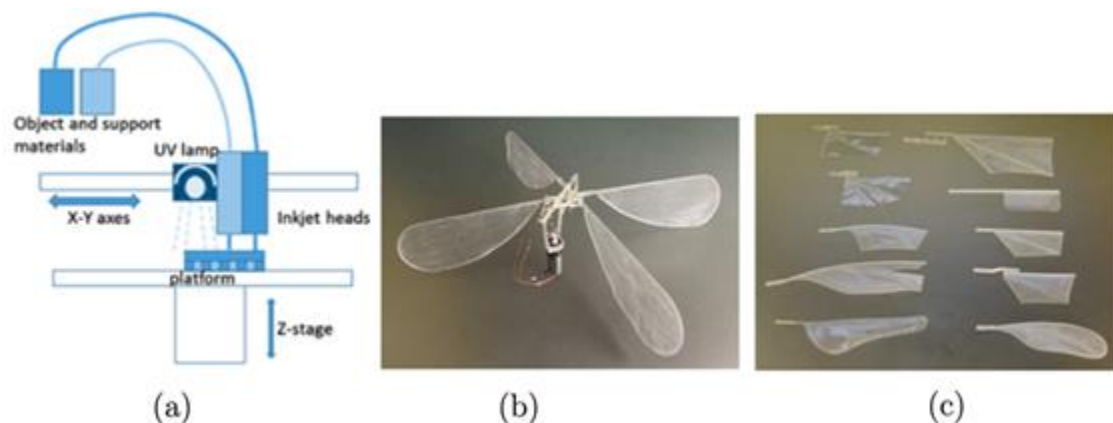 Object and support
materials
UV lamp
X-Y axes
Inkjet heads
platform
Z-stage
(a)
(b)
(c)